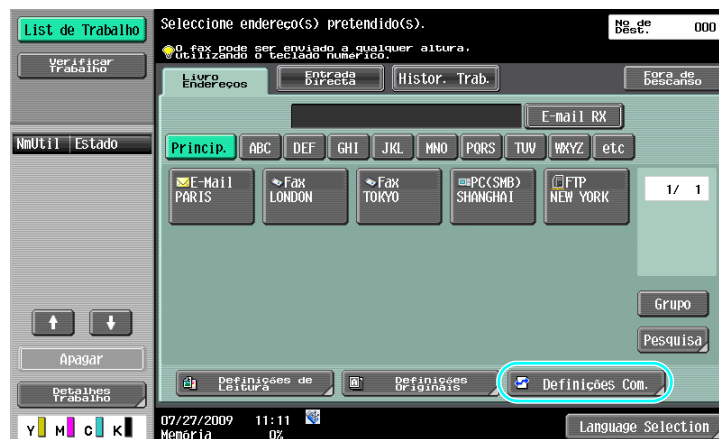 List de Trabalho
Seleccione endereço(S) pretendido(s).
Nº de
Dest.
000
O fax pode ser enviado a qualquer altura,
utilizando o teclado numérico.
Verificar
Trabalho
Livro
Endereços
Entrada
Directa
Histor. Trab.
Fora de
Descanso
E-mail RX
NmUtil
Estado
Princip.
ABC
DEF
GHI
JKL
MNO
PQRS
TUV
WXYZ
etc
E-Mail
PARIS
Fax
LONDON
Fax
TOKYO
PC(SMB)
SHANGHAI
FTP
NEW YORK
1/ 1
Grupo
Pesquisa
Apagar
Detalhes
Trabalho
Definições de
Leitura
Definições
Originais
Definições Com.
Y M C K
07/27/2009 11:11
Memória 0%
Language Selection